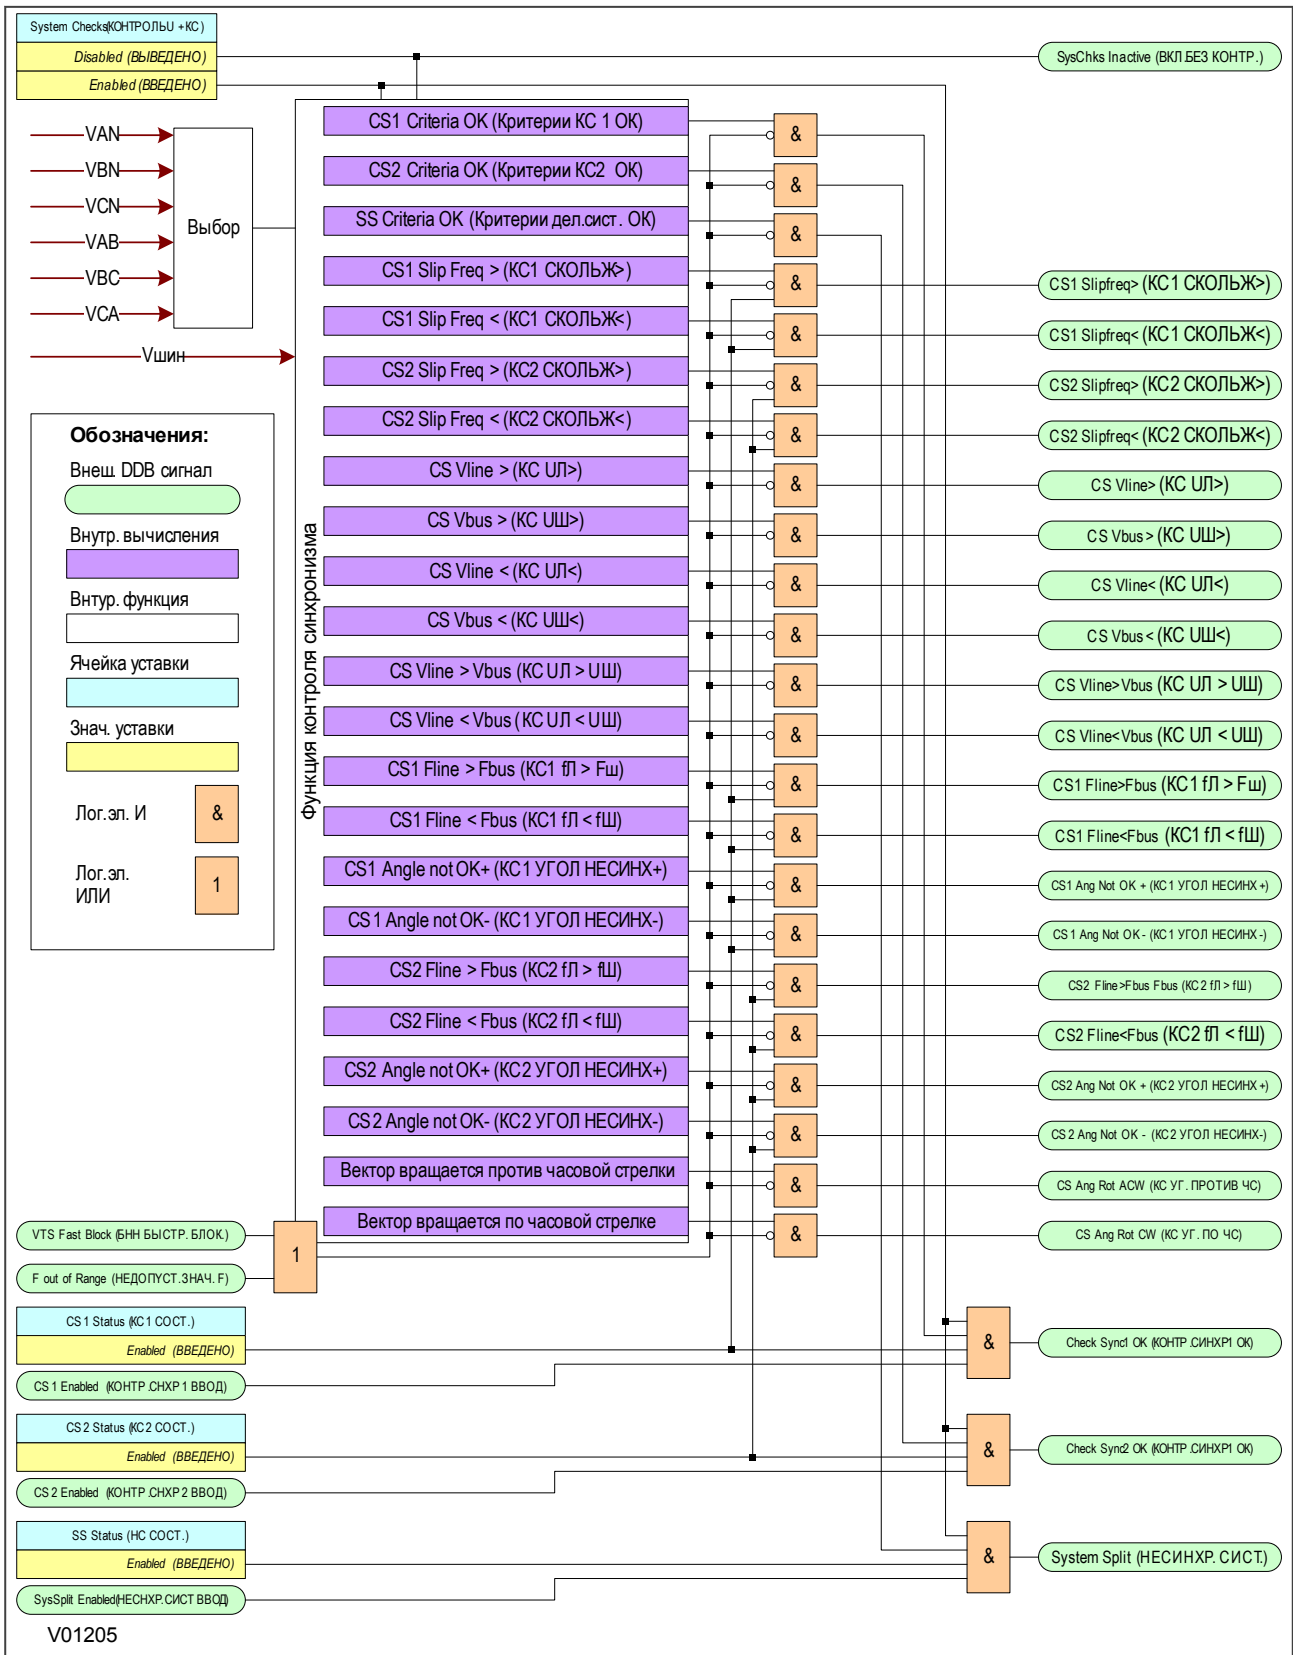 System Checks(КОНТРОЛЬU +КС)
Disabled (ВЫВЕДЕНО)
Enabled (ВВЕДЕНО)
SysChks Inactive (ВКЛ.БЕЗ КОНТР.)
VAN
VBN
VCN
VAB
VBC
VCA
Выбор
Vшин
Обозначения:
Внеш. DDB сигнал
Внутр. вычисления
Внтур. функция
Ячейка уставки
Знач. уставки
Лог.эл. И
&
Лог.эл.
ИЛИ
1
Функция контроля синхронизма
CS1 Criteria OK (Критерии КС 1 ОК)
&
CS2 Criteria OK (Критерии КС2 ОК)
&
SS Criteria OK (Критерии дел.сист. ОК)
&
CS1 Slip Freq > (КС1 СКОЛЬЖ>)
&
CS1 Slipfreq> (КС1 СКОЛЬЖ>)
CS1 Slip Freq < (КС1 СКОЛЬЖ<)
&
CS1 Slipfreq< (КС1 СКОЛЬЖ<)
CS2 Slip Freq > (КС2 СКОЛЬЖ>)
&
CS2 Slipfreq> (КС2 СКОЛЬЖ>)
CS2 Slip Freq < (КС2 СКОЛЬЖ<)
&
CS2 Slipfreq< (КС2 СКОЛЬЖ<)
CS Vline > (КС UЛ>)
&
CS Vline> (КС UЛ>)
CS Vbus > (КС UШ>)
&
CS Vbus > (КС UШ>)
CS Vline < (КС UЛ<)
&
CS Vline< (КС UЛ<)
CS Vbus < (КС UШ<)
&
CS Vbus < (КС UШ<)
CS Vline > Vbus (КС UЛ > UШ)
&
CS Vline>Vbus (КС UЛ > UШ)
CS Vline < Vbus (КС UЛ < UШ)
&
CS Vline<Vbus (КС UЛ < UШ)
CS1 Fline > Fbus (КС1 fЛ > Fш)
&
CS1 Fline>Fbus (КС1 fЛ > Fш)
CS1 Fline < Fbus (КС1 fЛ < fШ)
&
CS1 Fline<Fbus (КС1 fЛ < fШ)
CS1 Angle not OK+ (КС1 УГОЛ НЕСИНХ+)
&
CS1 Ang Not OK + (КС1 УГОЛ НЕСИНХ +)
CS 1 Angle not OK- (КС1 УГОЛ НЕСИНХ-)
&
CS 1 Ang Not OK - (КС1 УГОЛ НЕСИНХ -)
CS2 Fline > Fbus (КС2 fЛ > fШ)
&
CS2 Fline>Fbus Fbus (КС2 fЛ > fШ)
CS2 Fline < Fbus (КС2 fЛ < fШ)
&
CS2 Fline<Fbus (КС2 fЛ < fШ)
CS2 Angle not OK+ (КС2 УГОЛ НЕСИНХ+)
&
CS2 Ang Not OK + (КС2 УГОЛ НЕСИНХ +)
CS 2 Angle not OK- (КС2 УГОЛ НЕСИНХ-)
&
CS 2 Ang Not OK - (КС2 УГОЛ НЕСИНХ-)
Вектор вращается против часовой стрелки
&
CS Ang Rot ACW (КС УГ. ПРОТИВ ЧС)
Вектор вращается по часовой стрелке
&
CS Ang Rot CW (КС УГ. ПО ЧС)
VTS Fast Block (БНН БЫСТР. БЛОК.)
1
F out of Range (НЕДОПУСТ.ЗНАЧ. F)
CS 1 Status (КС1 СОСТ.)
Enabled (ВВЕДЕНО)
CS 1 Enabled (КОНТР.СНХР 1 ВВОД)
&
Check Sync1 OK (КОНТР.СИНХР1 ОК)
CS 2 Status (КС2 СОСТ.)
Enabled (ВВЕДЕНО)
CS 2 Enabled (КОНТР.СНХР 2 ВВОД)
&
Check Sync2 OK (КОНТР.СИНХР1 ОК)
SS Status (НС СОСТ.)
Enabled (ВВЕДЕНО)
SysSplit Enabled(НЕСНХР.СИСТ ВВОД)
&
System Split (НЕСИНХР. СИСТ.)
V01205